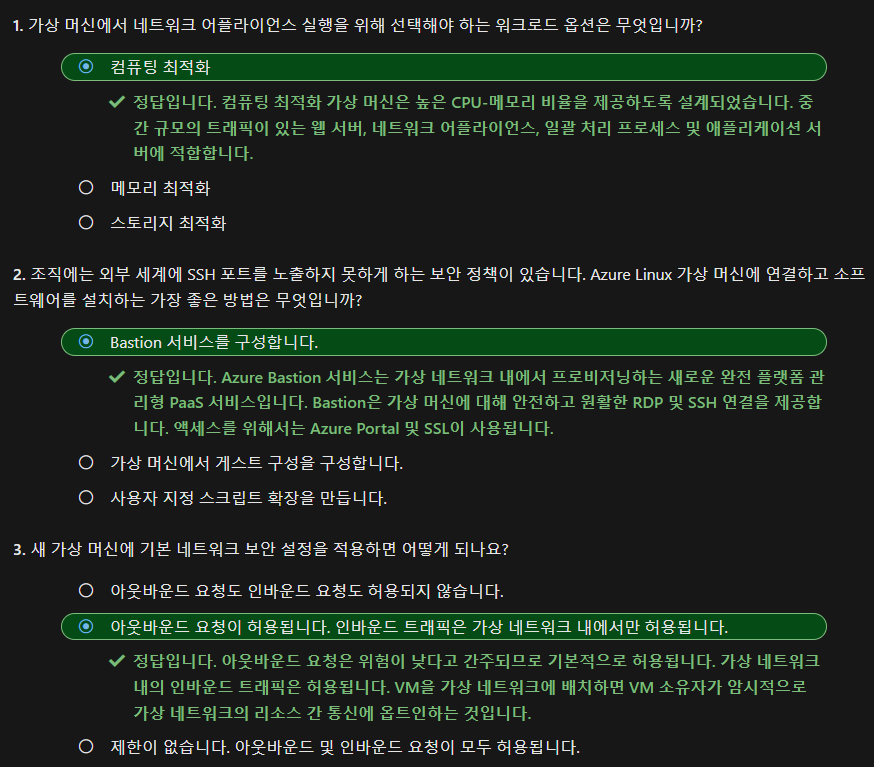 1. 가상 머신에서 네트워크 어플라이언스 실행을 위해 선택해야 하는 워크로드 옵션은 무엇입니까?
컴퓨팅 최적화
정답입니다. 컴퓨팅 최적화 가상 머신은 높은 CPU-메모리 비율을 제공하도록 설계되었습니다. 중
간 규모의 트래픽이 있는 웹 서버, 네트워크 어플라이언스, 일괄 처리 프로세스 및 애플리케이션 서
버에 적합합니다.
메모리 최적화
스토리지 최적화
2. 조직에는 외부 세계에 SSH 포트를 노출하지 못하게 하는 보안 정책이 있습니다. Azure Linux 가상 머신에 연결하고 소프
트웨어를 설치하는 가장 좋은 방법은 무엇입니까?
Bastion 서비스를 구성합니다.
정답입니다. Azure Bastion 서비스는 가상 네트워크 내에서 프로비저닝하는 새로운 완전 플랫폼 관
리형 PaaS 서비스입니다. Bastion은 가상 머신에 대해 안전하고 원활한 RDP 및 SSH 연결을 제공합
니다. 액세스를 위해서는 Azure Portal 및 SSL이 사용됩니다.
가상 머신에서 게스트 구성을 구성합니다.
사용자 지정 스크립트 확장을 만듭니다.
3. 새 가상 머신에 기본 네트워크 보안 설정을 적용하면 어떻게 되나요?
아웃바운드 요청도 인바운드 요청도 허용되지 않습니다.
아웃바운드 요청이 허용됩니다. 인바운드 트래픽은 가상 네트워크 내에서만 허용됩니다.
정답입니다. 아웃바운드 요청은 위험이 낮다고 간주되므로 기본적으로 허용됩니다. 가상 네트워크
내의 인바운드 트래픽은 허용됩니다. VM을 가상 네트워크에 배치하면 VM 소유자가 암시적으로
가상 네트워크의 리소스 간 통신에 옵트인하는 것입니다.
제한이 없습니다. 아웃바운드 및 인바운드 요청이 모두 허용됩니다.